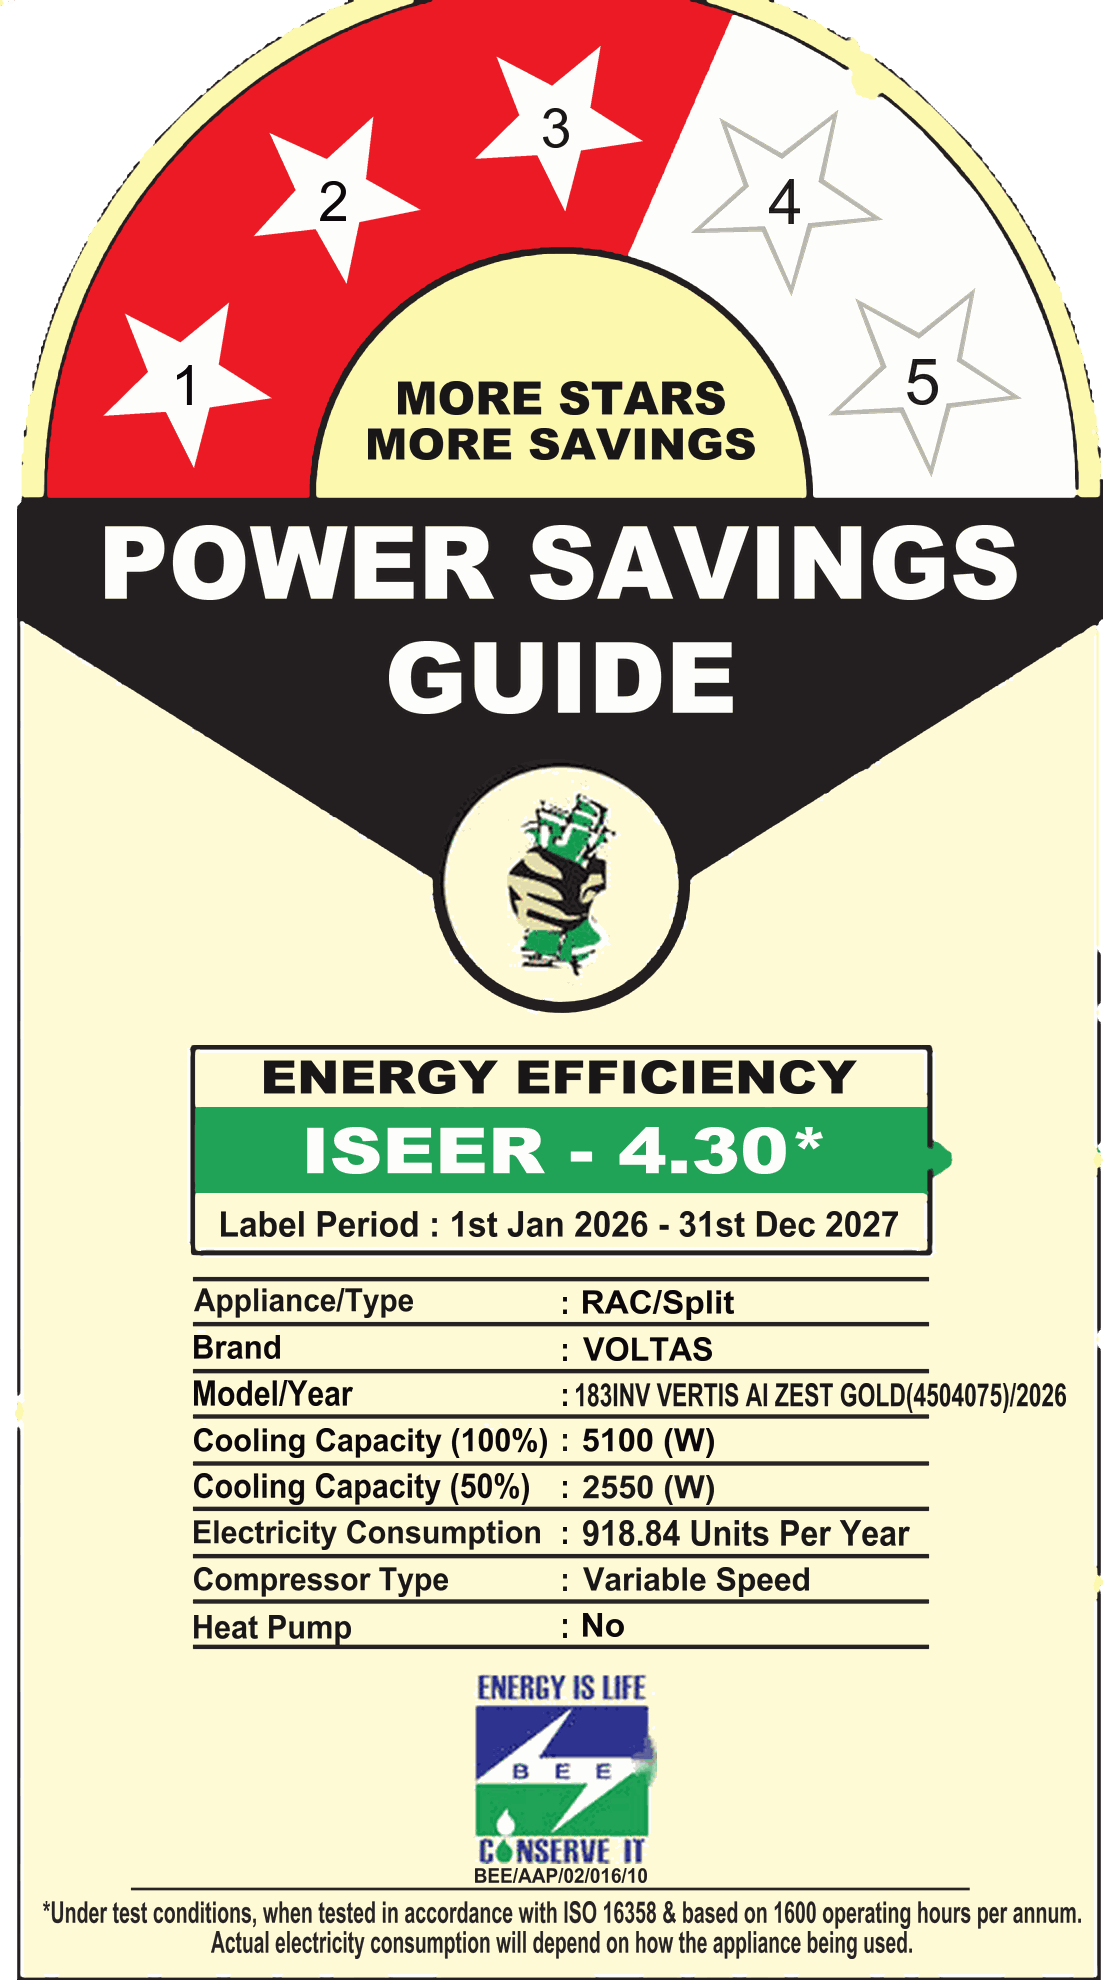 1
2
3
4
5
MORE STARS
MORE SAVINGS
POWER SAVINGS
GUIDE
ENERGY EFFICIENCY
ISEER - 4.30*
Label Period : 1st Jan 2026 - 31st Dec 2027
Appliance/Type : RAC/Split
Brand : VOLTAS
Model/Year : 183INV VERTIS AI ZEST GOLD(4504075)/2026
Cooling Capacity (100%) : 5100 (W)
Cooling Capacity (50%) : 2550 (W)
Electricity Consumption : 918.84 Units Per Year
Compressor Type : Variable Speed
Heat Pump : No
ENERGY IS LIFE
BEE
CONSERVE IT
BEE/AAP/02/016/10
*Under test conditions, when tested in accordance with ISO 16358 & based on 1600 operating hours per annum.
Actual electricity consumption will depend on how the appliance being used.